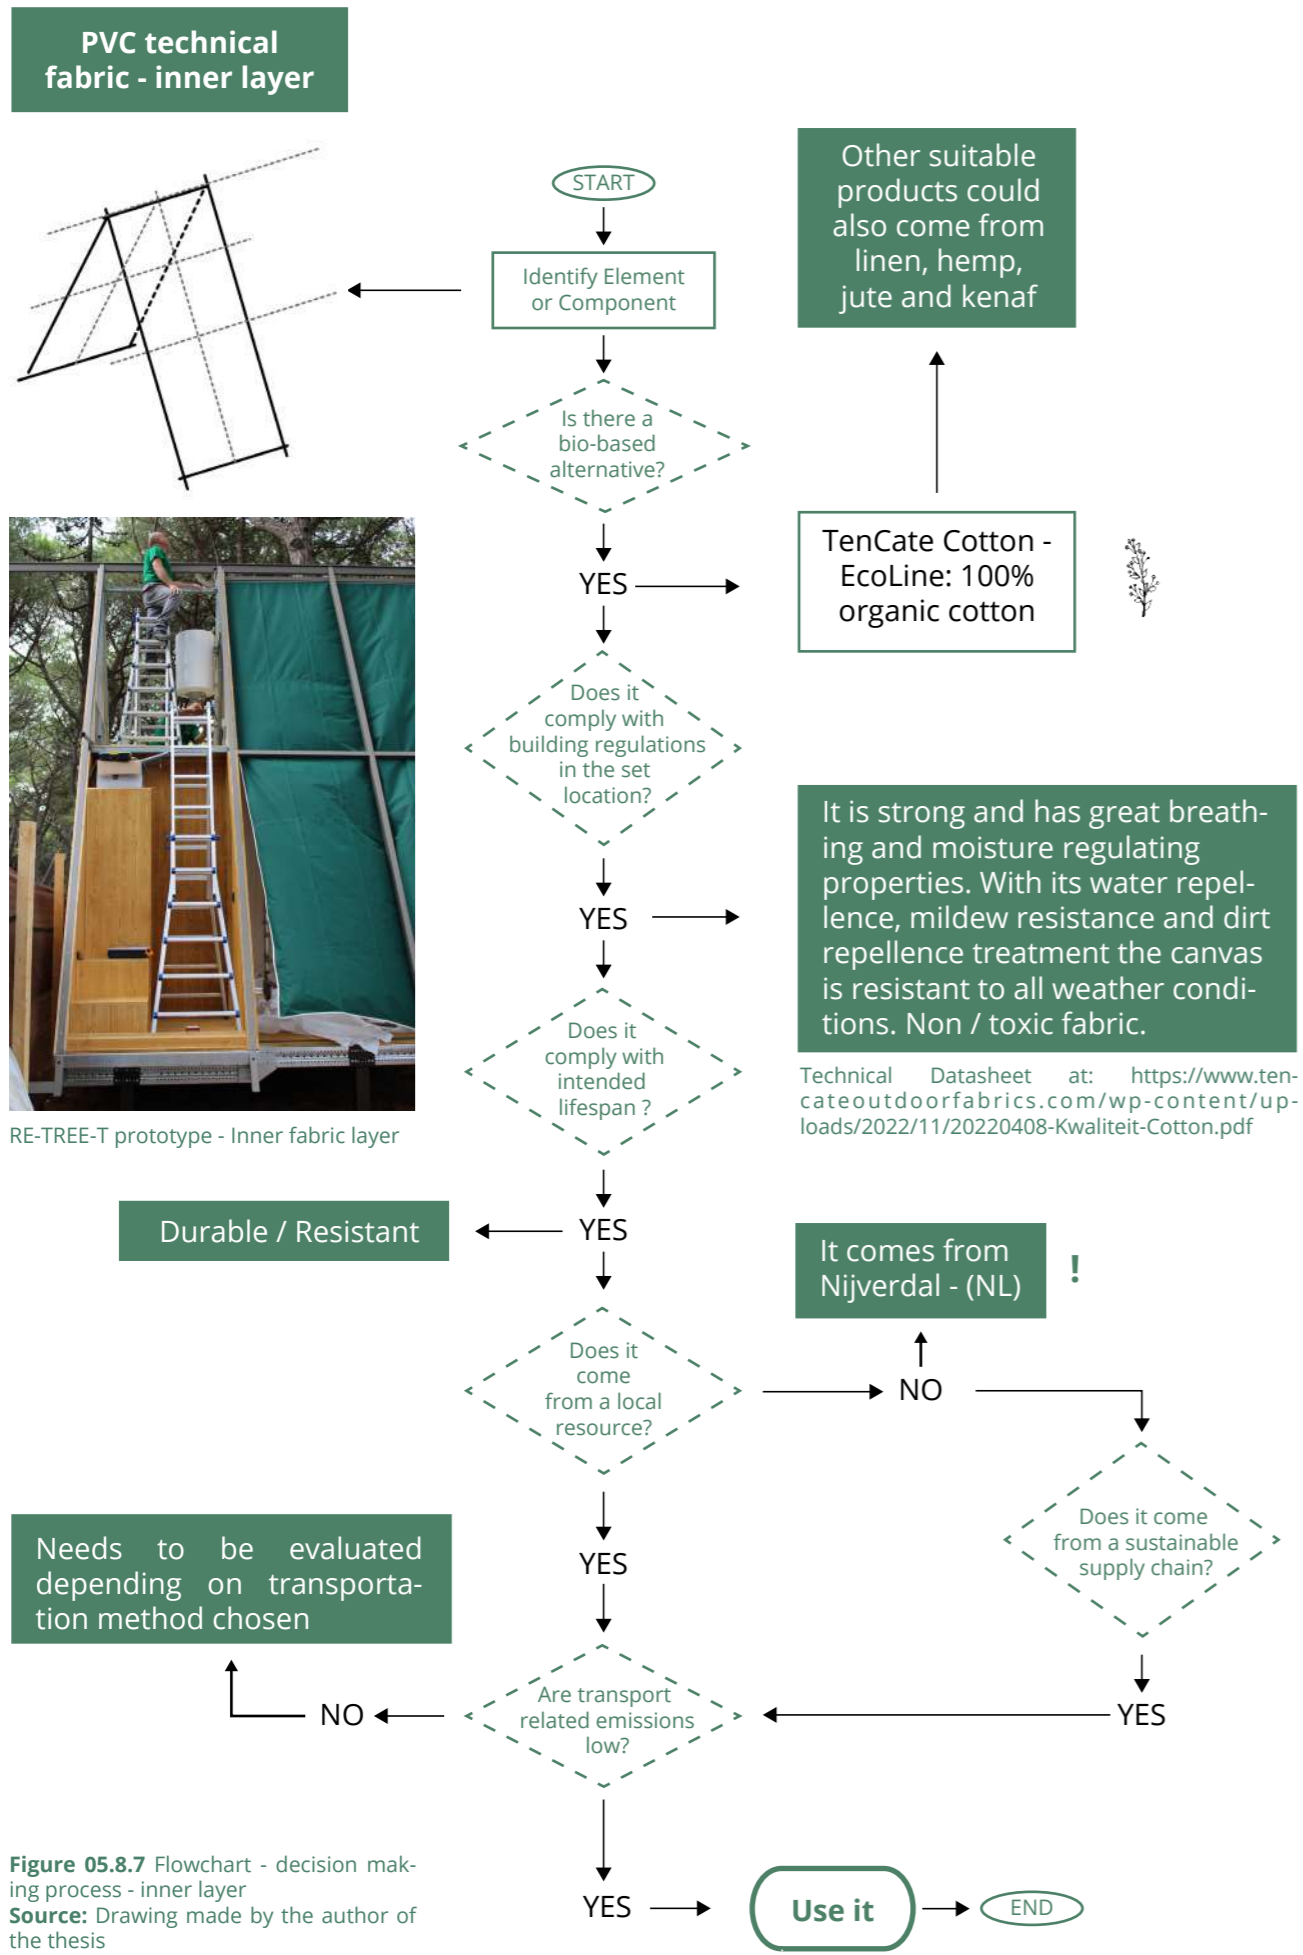 PVC technical
fabric - inner layer
START
Identify Element
or Component
Other suitable
products could
also come from
linen, hemp,
jute and kenaf
Is there a
bio-based
alternative?
YES
TenCate Cotton -
EcoLine: 100%
organic cotton
Does it
comply with
building regulations
in the set
location?
YES
It is strong and has great breath-
ing and moisture regulating
properties. With its water repel-
lence, mildew resistance and dirt
repellence treatment the canvas
is resistant to all weather condi-
tions. Non / toxic fabric.
Technical Datasheet at: https://www.ten-
cateoutdoorfabrics.com/wp-content/up-
loads/2022/11/20220408-Kwaliteit-Cotton.pdf
Does it
comply with
intended
lifespan ?
RE-TREE-T prototype - Inner fabric layer
YES
Durable / Resistant
It comes from
Nijverdal - (NL)
!
Does it
come
from a local
resource?
NO
Does it come
from a sustainable
supply chain?
YES
Needs to be evaluated
depending on transporta-
tion method chosen
Are transport
related emissions
low?
NO
YES
YES
Use it
END
Figure 05.8.7 Flowchart - decision mak-
ing process - inner layer
Source: Drawing made by the author of
the thesis